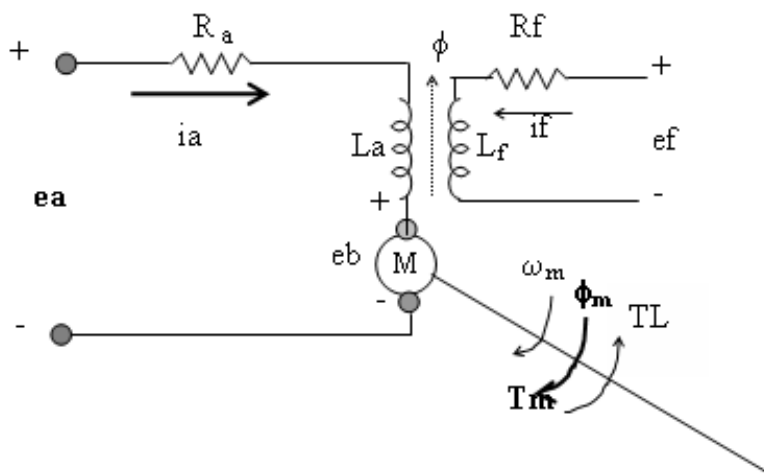 R a
ϕ
Rf
+
+
ia
if
La
Lf
ef
ea
+
-
eb
M
ωm
-
ϕm
TL
-
Tm